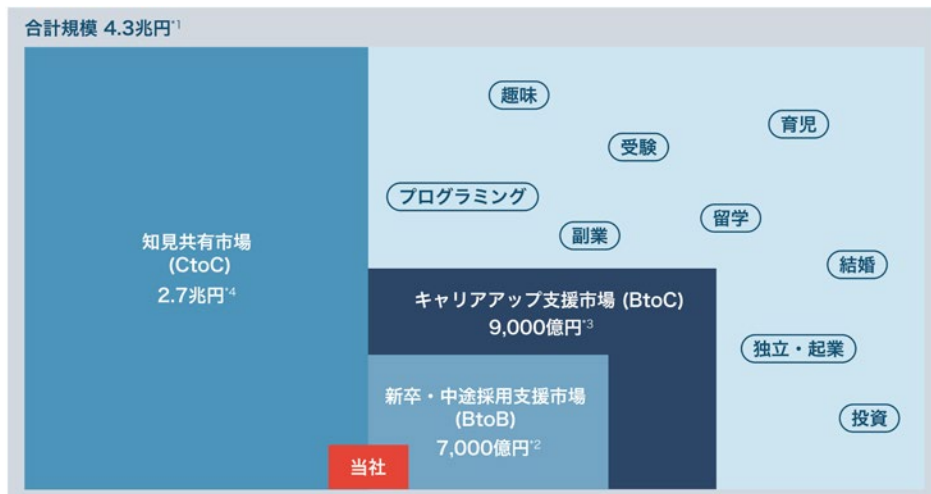 合計規模 4.3兆円*1
趣味
育児
受験
プログラミング
留学
副業
知見共有市場
(CtoC)
2.7兆円*4
結婚
キャリアアップ支援市場 (BtoC)
9,000億円*3
独立・起業
新卒・中途採用支援市場
(BtoB)
7,000億円*2
投資
当社